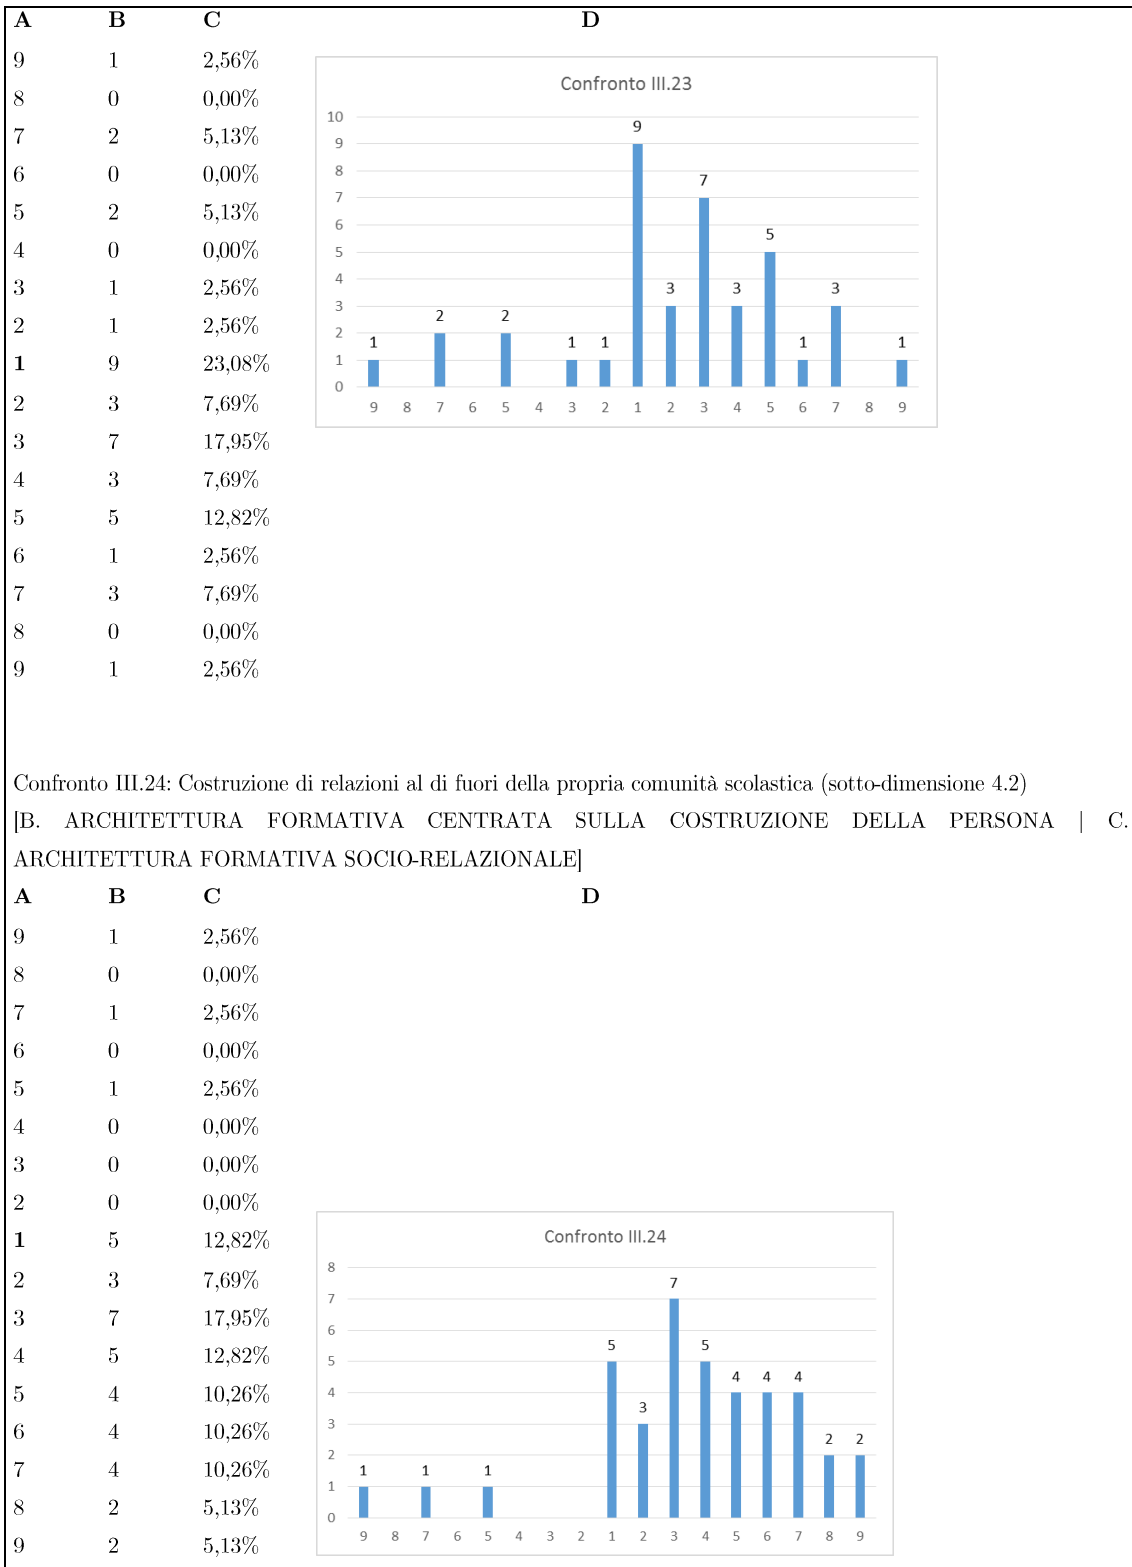 A B C D
9 1 2,56%
8 0 0,00%
7 2 5,13%
6 0 0,00%
5 2 5,13%
4 0 0,00%
3 1 2,56%
2 1 2,56%
1 9 23,08%
2 3 7,69%
3 7 17,95%
4 3 7,69%
5 5 12,82%
6 1 2,56%
7 3 7,69%
8 0 0,00%
9 1 2,56%
Confronto III.23
10
9
8
7
6
5
4
3
2
1
0
1 2 2 1 1 9 3 7 3 5 1 3 1
9 8 7 6 5 4 3 2 1 2 3 4 5 6 7 8 9
Confronto III.24: Costruzione di relazioni al di fuori della propria comunità scolastica (sotto-dimensione 4.2)
[B. ARCHITETTURA FORMATIVA CENTRATA SULLA COSTRUZIONE DELLA PERSONA | C.
ARCHITETTURA FORMATIVA SOCIO-RELAZIONALE]
A B C D
9 1 2,56%
8 0 0,00%
7 1 2,56%
6 0 0,00%
5 1 2,56%
4 0 0,00%
3 0 0,00%
2 0 0,00%
1 5 12,82%
2 3 7,69%
3 7 17,95%
4 5 12,82%
5 4 10,26%
6 4 10,26%
7 4 10,26%
8 2 5,13%
9 2 5,13%
Confronto III.24
8
7
6
5
4
3
2
1
0
1 1 1 5 3 7 5 4 4 4 2 2
9 8 7 6 5 4 3 2 1 2 3 4 5 6 7 8 9